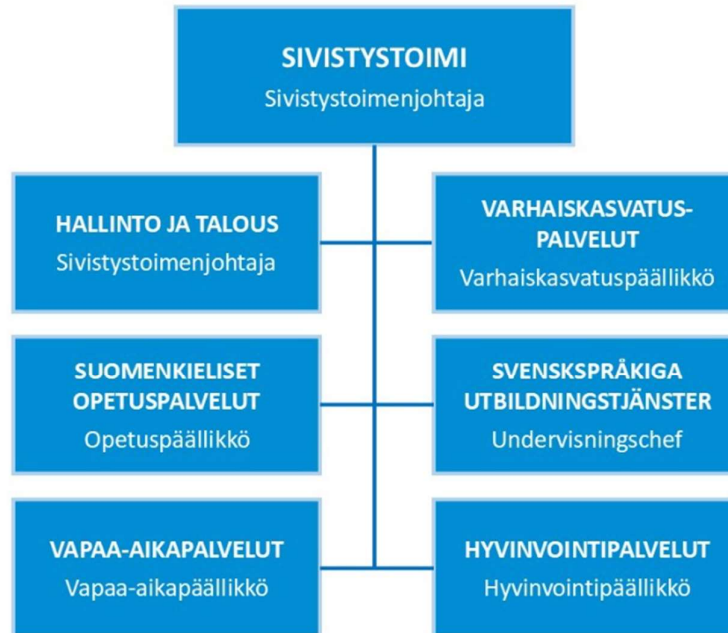 SIVISTYSTOIMI
Sivistystoimenjohtaja
HALLINTO JA TALOUS
Sivistystoimenjohtaja
VARHAISKASVATUS-
PALVELUT
Varhaiskasvatuspäällikkö
SUOMENKIELISET
OPETUSPALVELUT
Opetuspäällikkö
SVENSKSPRÅKIGA
UTBILDNINGSTJÄNSTER
Undervisningschef
VAPAA-AIKAPALVELUT
Vapaa-aikapäällikkö
HYVINVOINTIPALVELUT
Hyvinvointipäällikkö